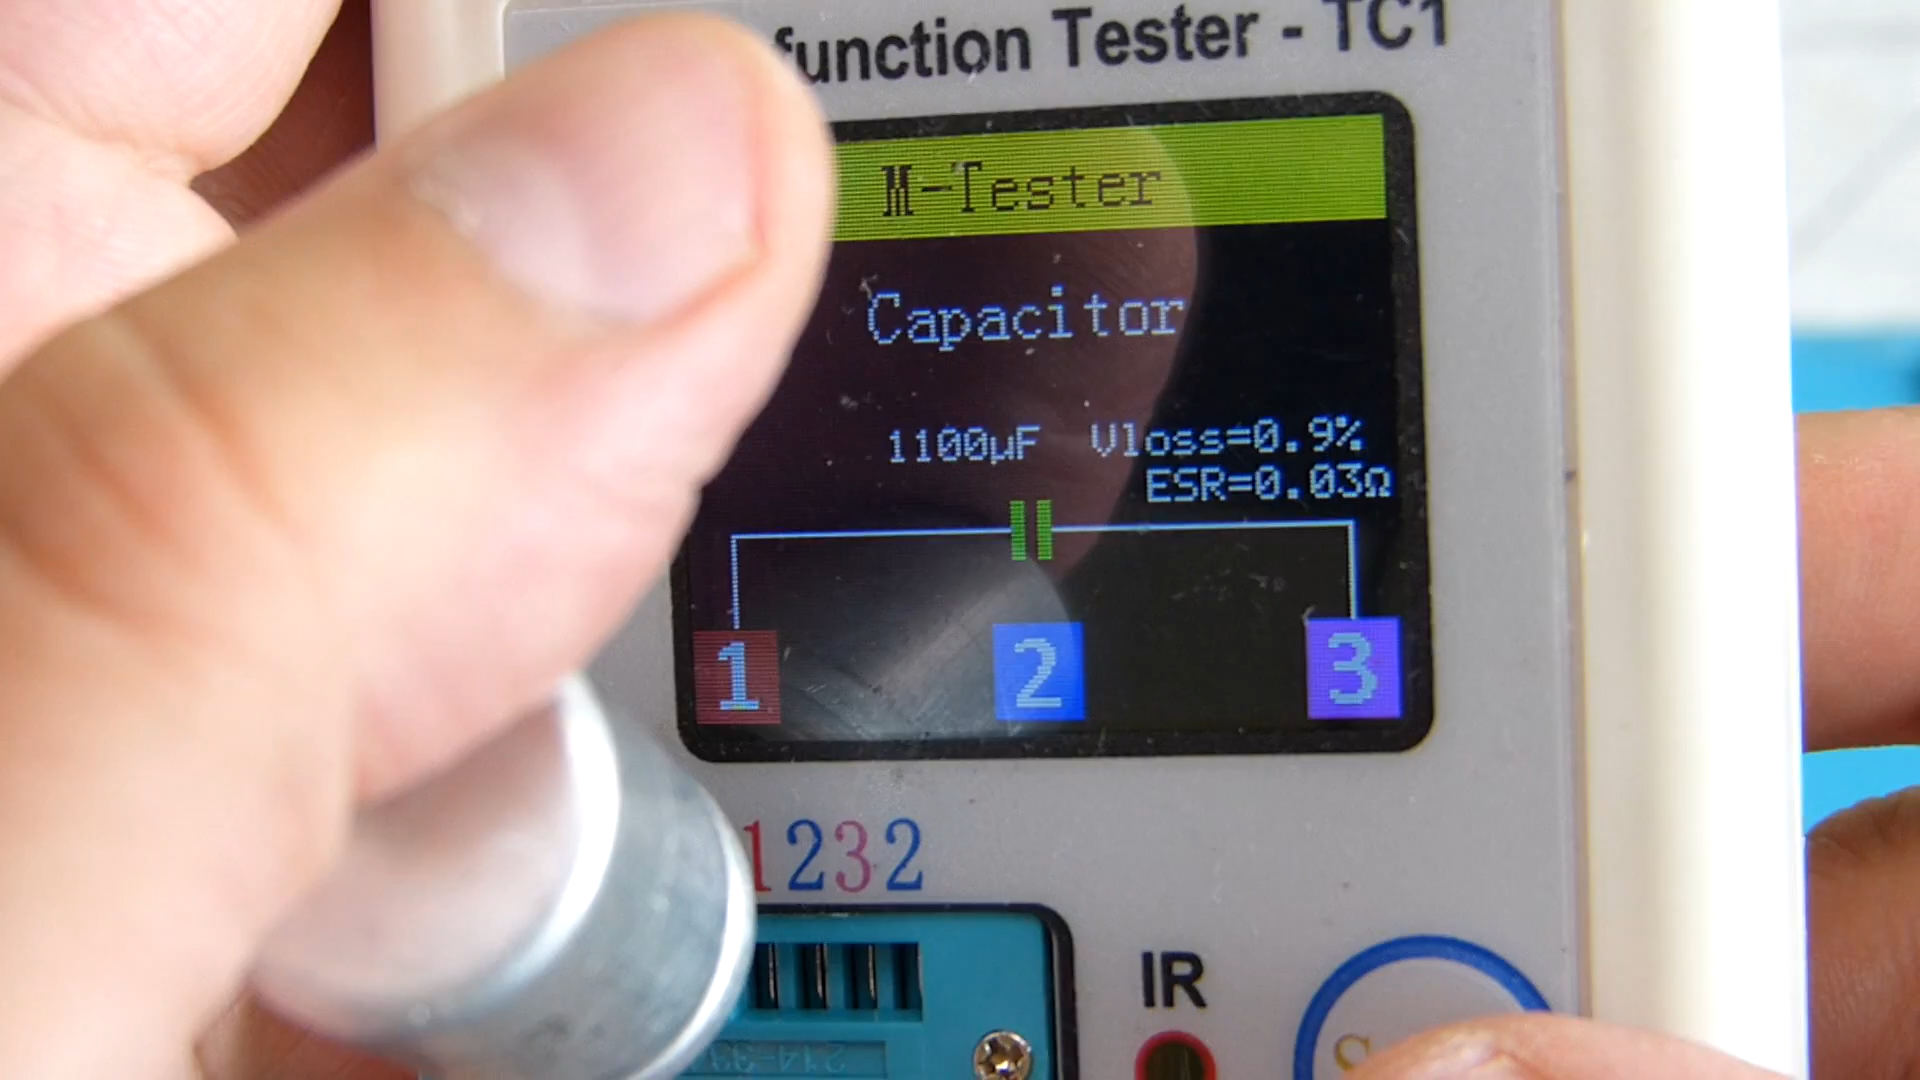 function Tester - TC1
M-Tester
Capacitor
1100µF Vloss=0.9%
ESR=0.03Ω
1 2 3
1232
IR
S